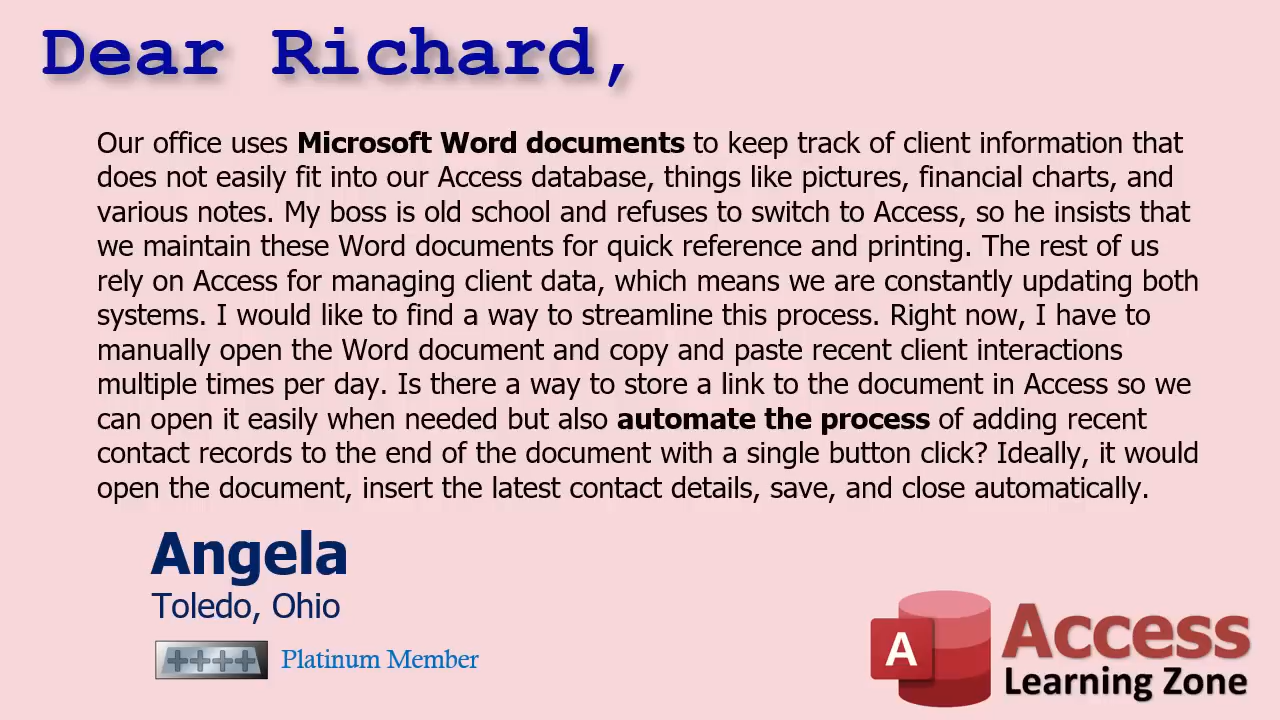 Dear Richard,
Our office uses Microsoft Word documents to keep track of client information that
does not easily fit into our Access database, things like pictures, financial charts, and
various notes. My boss is old school and refuses to switch to Access, so he insists that
we maintain these Word documents for quick reference and printing. The rest of us
rely on Access for managing client data, which means we are constantly updating both
systems. I would like to find a way to streamline this process. Right now, I have to
manually open the Word document and copy and paste recent client interactions
multiple times per day. Is there a way to store a link to the document in Access so we
can open it easily when needed but also automate the process of adding recent
contact records to the end of the document with a single button click? Ideally, it would
open the document, insert the latest contact details, save, and close automatically.
Angela
Toledo, Ohio
Platinum Member
A
Access
Learning Zone